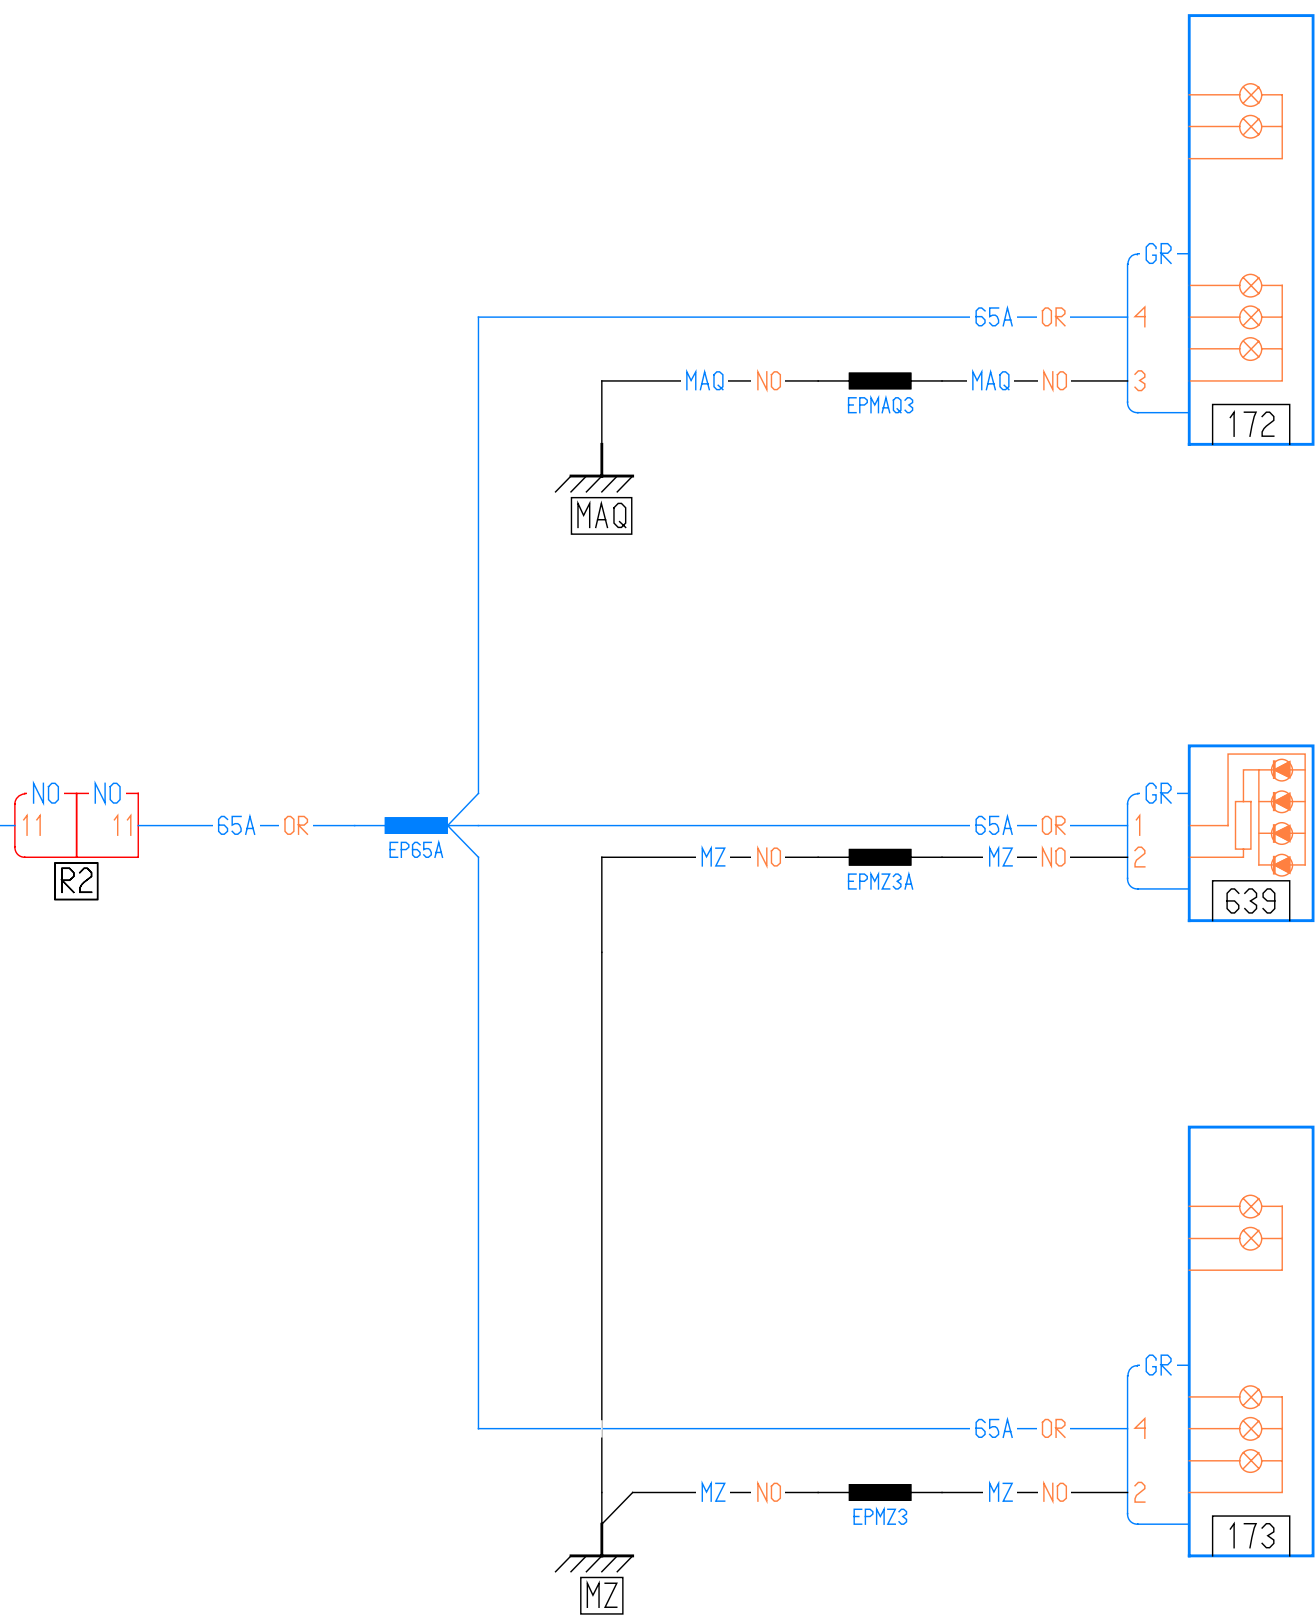 GR
65A OR 4
MAQ NO MAQ NO 3
EPMAQ3
172
MAQ
NO NO GR
11 11 65A OR 65A OR 1
EP65A MZ NO MZ NO 2
R2 EPMZ3A
639
GR
65A OR 4
MZ NO MZ NO 2
EPMZ3
173
MZ